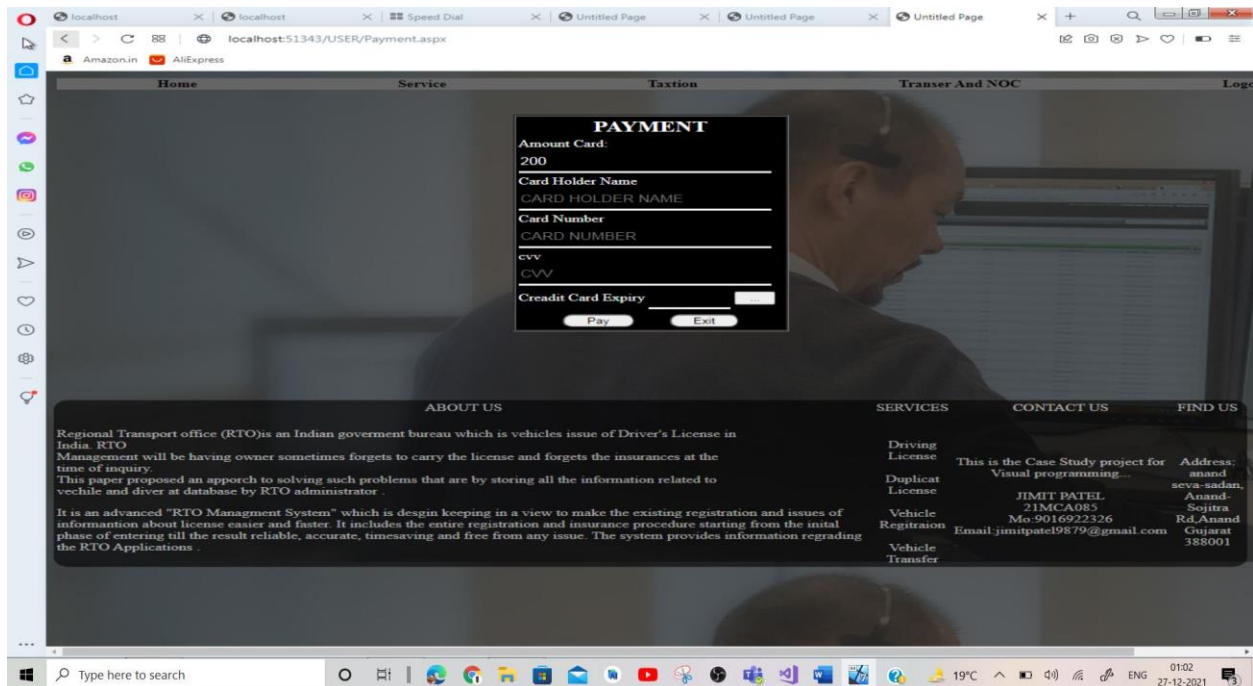 localhost
localhost
Speed Dial
Untitled Page
Untitled Page
Untitled Page
localhost:51343/USER/Payment.aspx
Amazon.in
AliExpress
Home
Service
Taxtion
Transer And NOC
Logo
PAYMENT
Amount Card:
200
Card Holder Name
CARD HOLDER NAME
Card Number
CARD NUMBER
cvv
CVV
Creadit Card Expiry
...
Pay
Exit
ABOUT US
Regional Transport office (RTO)is an Indian goverment bureau which is vehicles issue of Driver's License in
India. RTO
Management will be having owner sometimes forgets to carry the license and forgets the insurances at the
time of inquiry.
This paper proposed an apporch to solving such problems that are by storing all the information related to
vechile and diver at database by RTO administrator .
It is an advanced "RTO Managment System" which is desgin keeping in a view to make the existing registration and issues of
informantion about license easier and faster. It includes the entire registration and insurance procedure starting from the inital
phase of entering till the result reliable, accurate, timesaving and free from any issue. The system provides information regrading
the RTO Applications .
SERVICES
Driving
License
Duplicat
License
Vehicle
Regitraion
Vehicle
Transfer
CONTACT US
This is the Case Study project for
Visual programming...
JIMIT PATEL
21MCA085
Mo:9016922326
Email:jimitpatel9879@gmail.com
FIND US
Address:
anand
seva-sadan,
Anand-
Sojitra
Rd,Anand
Gujarat
388001
Type here to search
19°C
ENG
01:02
27-12-2021
3